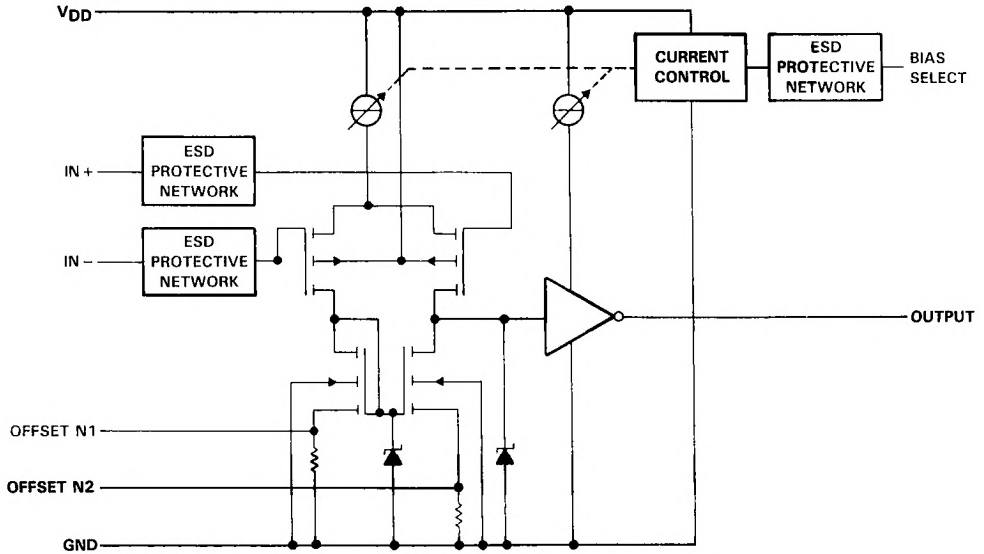 VDD
CURRENT
CONTROL
ESD
PROTECTIVE
NETWORK
BIAS
SELECT
IN +
ESD
PROTECTIVE
NETWORK
IN −
ESD
PROTECTIVE
NETWORK
OUTPUT
OFFSET N1
OFFSET N2
GND